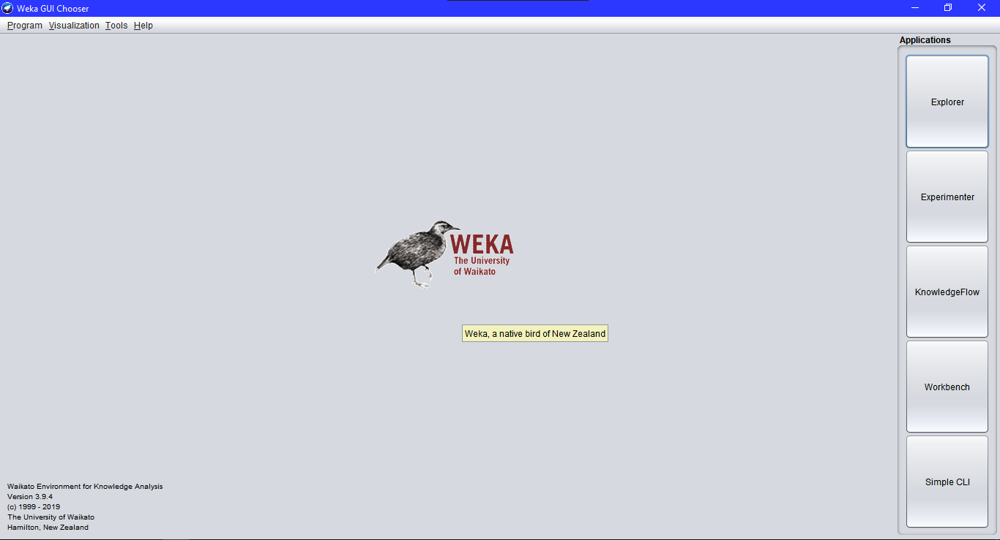 Weka GUI Chooser
Program Visualization Tools Help
Applications
Explorer
Experimenter
KnowledgeFlow
Workbench
Simple CLI
WEKA
The University
of Waikato
Weka, a native bird of New Zealand
Waikato Environment for Knowledge Analysis
Version 3.9.4
(c) 1999 - 2019
The University of Waikato
Hamilton, New Zealand